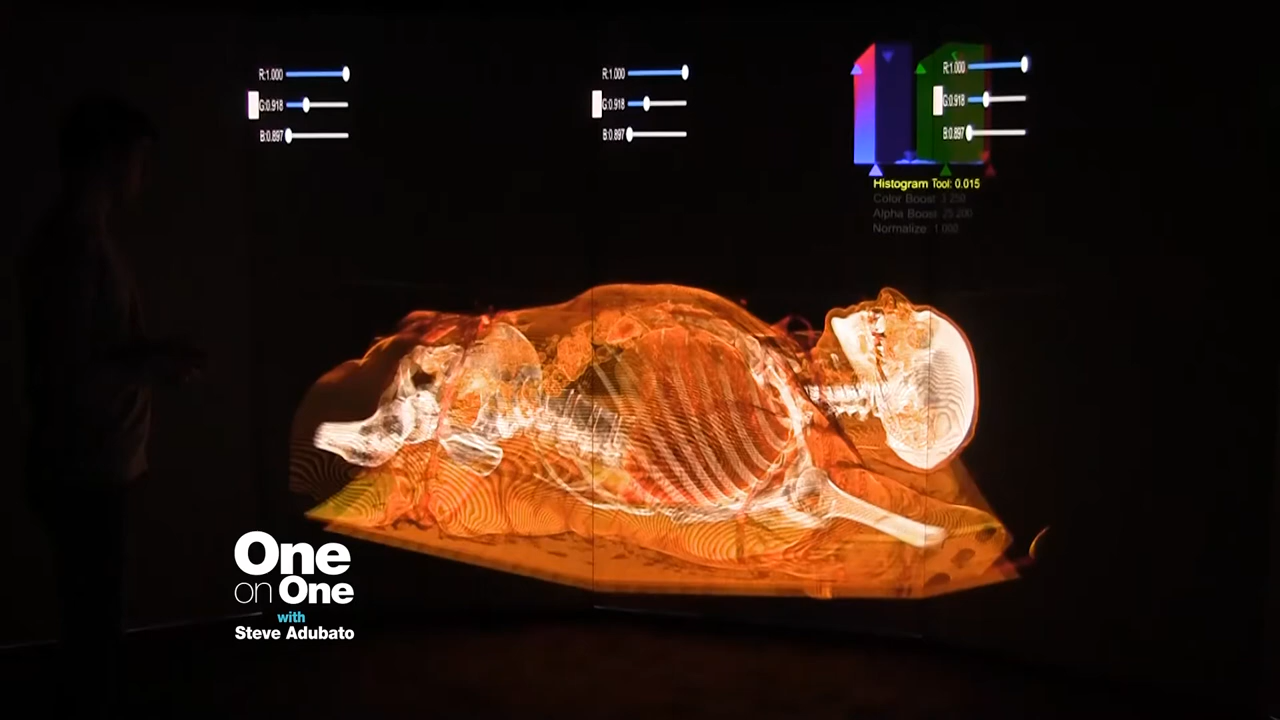 R:1.000
G:0.918
B:0.897
R:1.000
G:0.918
B:0.897
R:1.000
G:0.918
B:0.897
Histogram Tool: 0.015
Color Boost: 3.250
Alpha Boost: 25.200
Normalize: 1.000
One
on One
with
Steve Adubato